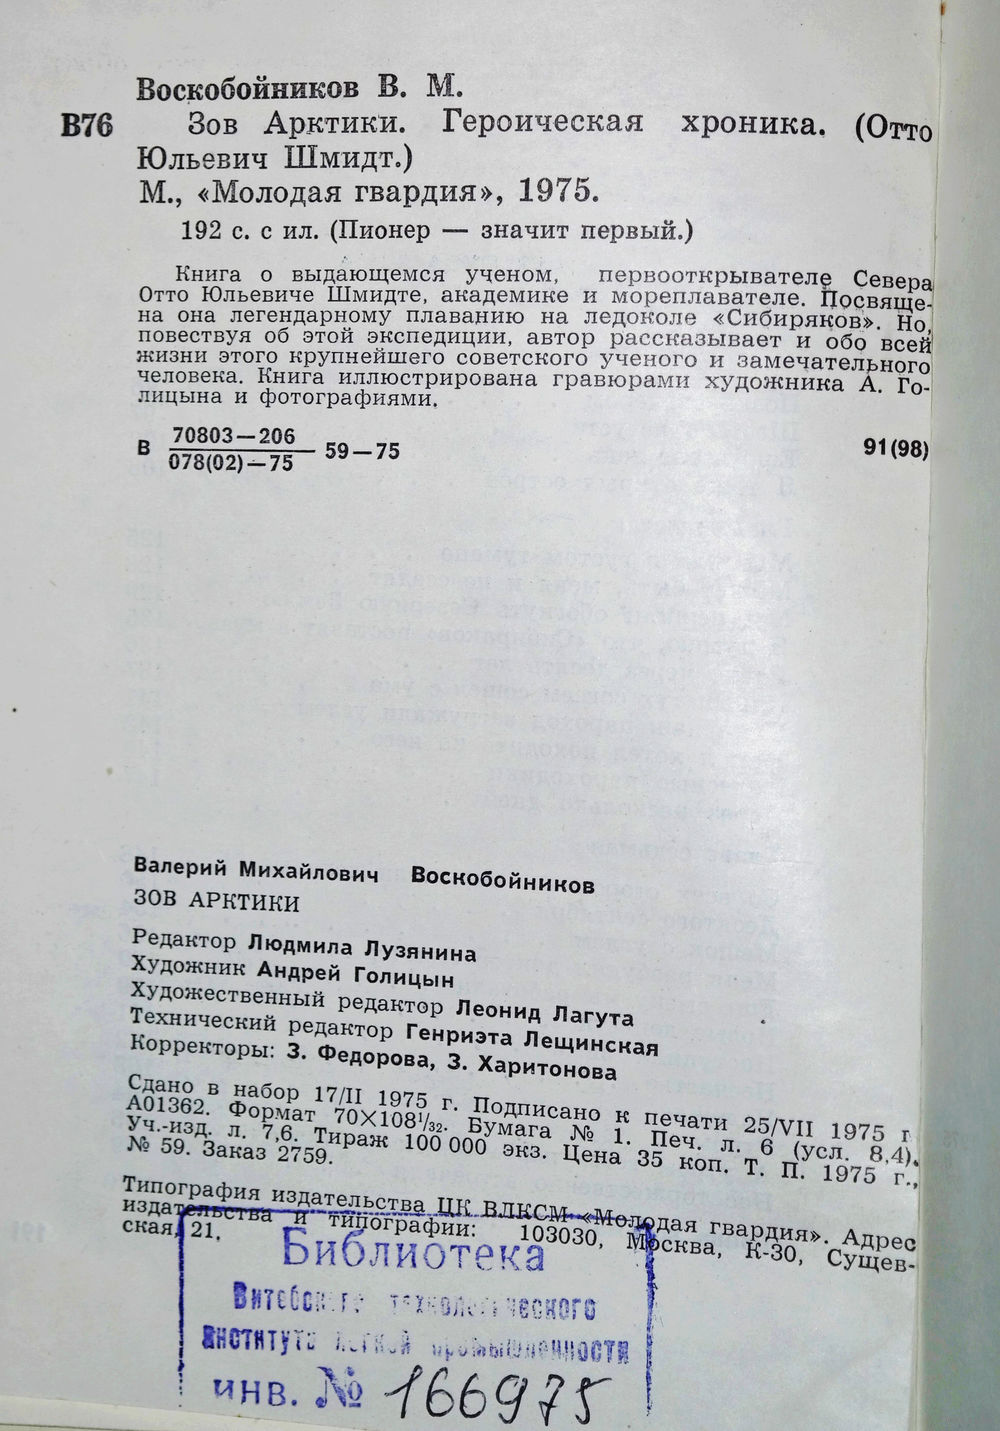 Воскобойников В. М.
В76 Зов Арктики. Героическая хроника. (Отто
Юльевич Шмидт.)
М., «Молодая гвардия», 1975.
192 с. с ил. (Пионер — значит первый.)
Книга о выдающемся ученом, первооткрывателе Севера
Отто Юльевиче Шмидте, академике и мореплавателе. Посвяще-
на она легендарному плаванию на ледоколе «Сибиряков». Но,
повествуя об этой экспедиции, автор рассказывает и обо всей
жизни этого крупнейшего советского ученого и замечательного
человека. Книга иллюстрирована гравюрами художника А. Го-
лицына и фотографиями.
В 70803—206
078(02)—75 59—75 91(98)
Валерий Михайлович Воскобойников
ЗОВ АРКТИКИ
Редактор Людмила Лузянина
Художник Андрей Голицын
Художественный редактор Леонид Лагута
Технический редактор Генриэта Лещинская
Корректоры: З. Федорова, З. Харитонова
Сдано в набор 17/II 1975 г. Подписано к печати 25/VII 1975 г
А01362. Формат 70×108¹/₃₂. Бумага № 1. Печ. л. 6 (усл. 8,4).
Уч.-изд. л. 7,6. Тираж 100 000 экз. Цена 35 коп. Т. П. 1975 г.,
№ 59. Заказ 2759.
Типография издательства ЦК ВЛКСМ «Молодая гвардия». Адрес
издательства и типографии: 103030, Москва, К-30, Сущев-
ская, 21.
Библиотека
Витебского технологического
Института легкой промышленности
инв. № 166975